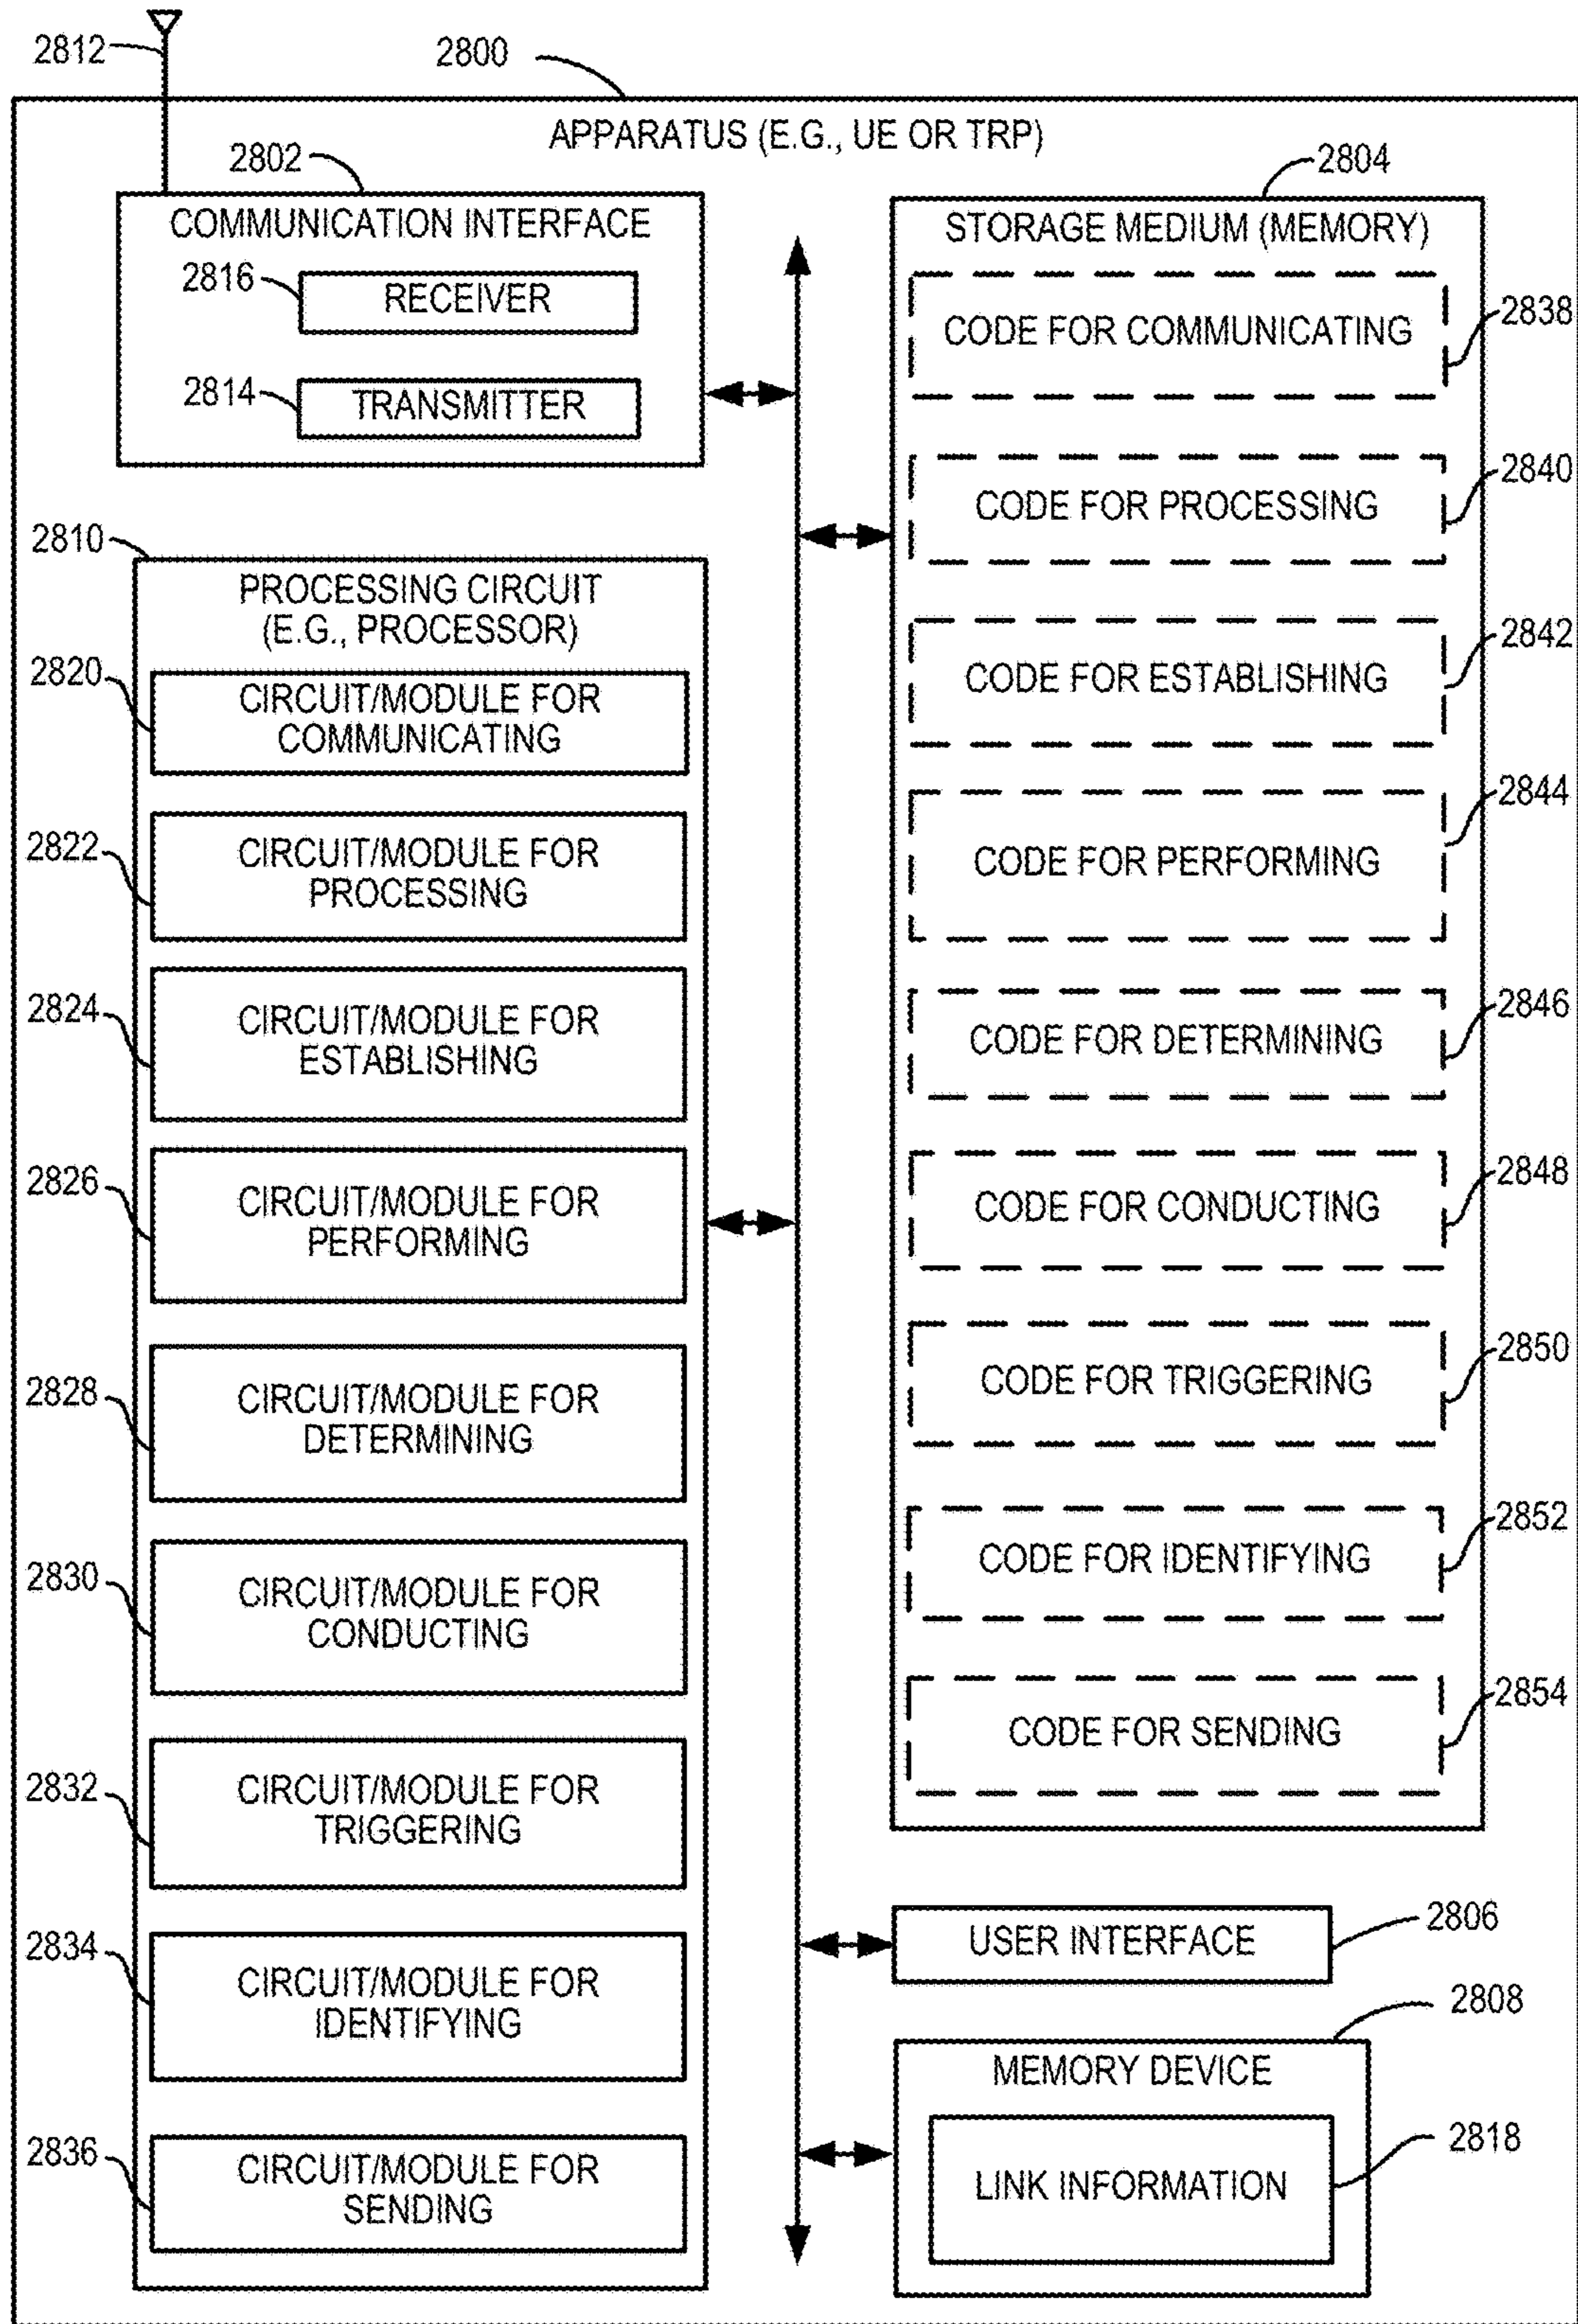 2812
2800
APPARATUS (E.G., UE OR TRP)
2802
COMMUNICATION INTERFACE
2816
RECEIVER
2814
TRANSMITTER
2810
PROCESSING CIRCUIT
(E.G., PROCESSOR)
2820
CIRCUIT/MODULE FOR
COMMUNICATING
2822
CIRCUIT/MODULE FOR
PROCESSING
2824
CIRCUIT/MODULE FOR
ESTABLISHING
2826
CIRCUIT/MODULE FOR
PERFORMING
2828
CIRCUIT/MODULE FOR
DETERMINING
2830
CIRCUIT/MODULE FOR
CONDUCTING
2832
CIRCUIT/MODULE FOR
TRIGGERING
2834
CIRCUIT/MODULE FOR
IDENTIFYING
2836
CIRCUIT/MODULE FOR
SENDING
2804
STORAGE MEDIUM (MEMORY)
CODE FOR COMMUNICATING
2838
CODE FOR PROCESSING
2840
CODE FOR ESTABLISHING
2842
CODE FOR PERFORMING
2844
CODE FOR DETERMINING
2846
CODE FOR CONDUCTING
2848
CODE FOR TRIGGERING
2850
CODE FOR IDENTIFYING
2852
CODE FOR SENDING
2854
USER INTERFACE
2806
2808
MEMORY DEVICE
LINK INFORMATION
2818